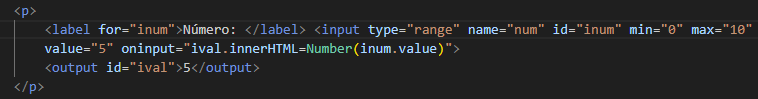 <p>
<label for="inum">Número: </label> <input type="range" name="num" id="inum" min="0" max="10"
value="5" oninput="ival.innerHTML=Number(inum.value)">
<output id="ival">5</output>
</p>